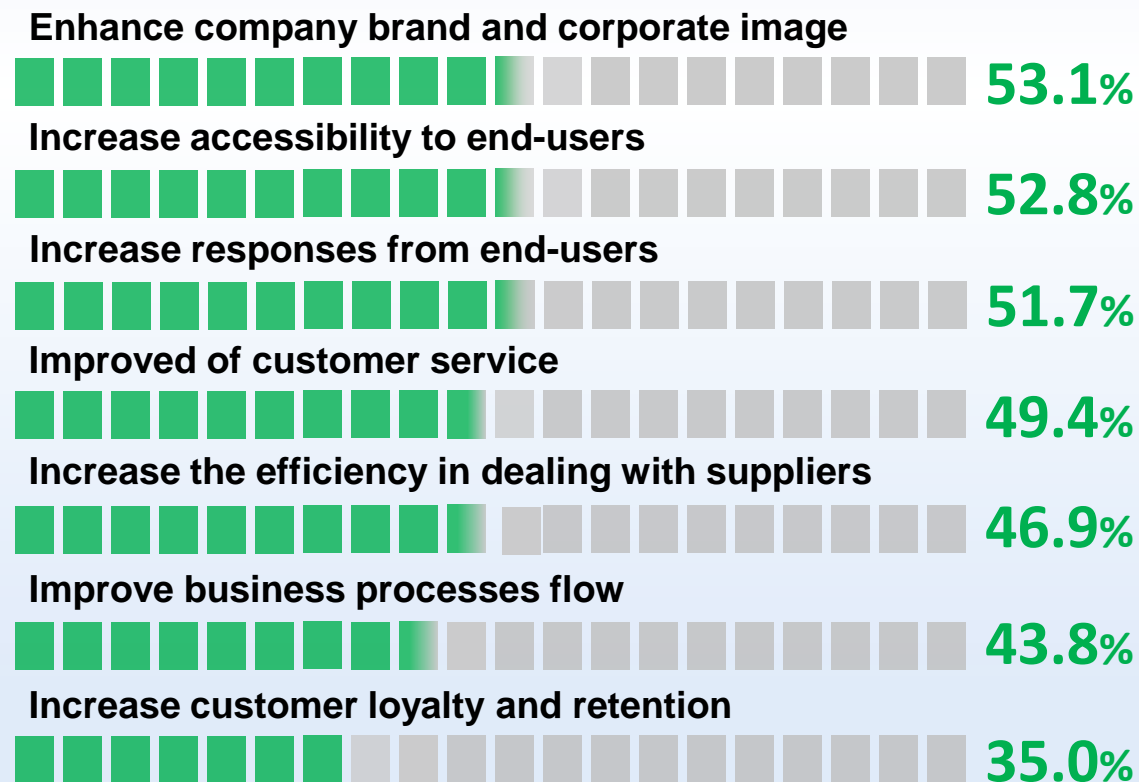 Enhance company brand and corporate image
53.1%
Increase accessibility to end-users
52.8%
Increase responses from end-users
51.7%
Improved of customer service
49.4%
Increase the efficiency in dealing with suppliers
46.9%
Improve business processes flow
43.8%
Increase customer loyalty and retention
35.0%